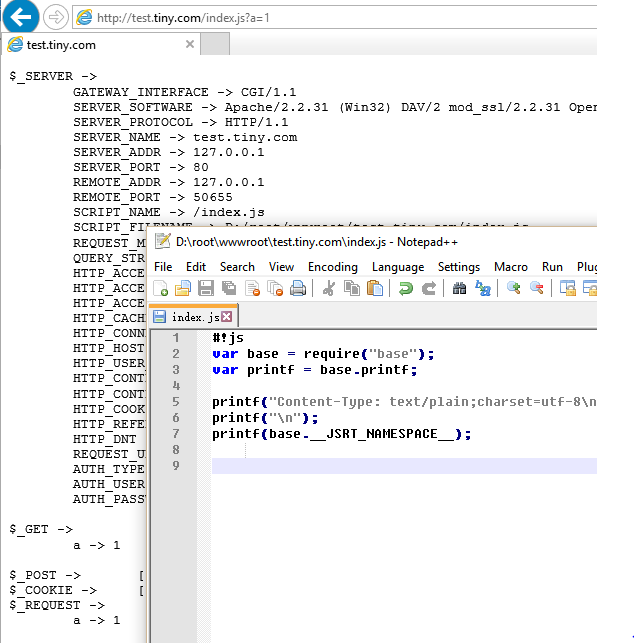 http://test.tiny.com/index.js?a=1
test.tiny.com
$_SERVER ->
GATEWAY_INTERFACE -> CGI/1.1
SERVER_SOFTWARE -> Apache/2.2.31 (Win32) DAV/2 mod_ssl/2.2.31 Open
SERVER_PROTOCOL -> HTTP/1.1
SERVER_NAME -> test.tiny.com
SERVER_ADDR -> 127.0.0.1
SERVER_PORT -> 80
REMOTE_ADDR -> 127.0.0.1
REMOTE_PORT -> 50655
SCRIPT_NAME -> /index.js
SCRIPT_FILENAME -> D:/root/wwwroot/test.tiny.com/index.js
REQUEST_M
QUERY_STR
HTTP_ACCE
HTTP_ACCE
HTTP_ACCE
HTTP_CACH
HTTP_CONN
HTTP_HOST
HTTP_USER
HTTP_CONT
HTTP_CONT
HTTP_COOK
HTTP_REFE
HTTP_DNT
REQUEST_U
AUTH_TYPE
AUTH_USER
AUTH_PASS
$_GET ->
a -> 1
$_POST -> [
$_COOKIE -> [
$_REQUEST ->
a -> 1
D:\root\wwwroot\test.tiny.com\index.js - Notepad++
File Edit Search View Encoding Language Settings Macro Run Plug
index.js
1 #!js
2 var base = require("base");
3 var printf = base.printf;
4
5 printf("Content-Type: text/plain;charset=utf-8\n
6 printf("\n");
7 printf(base.__JSRT_NAMESPACE__);
8
9